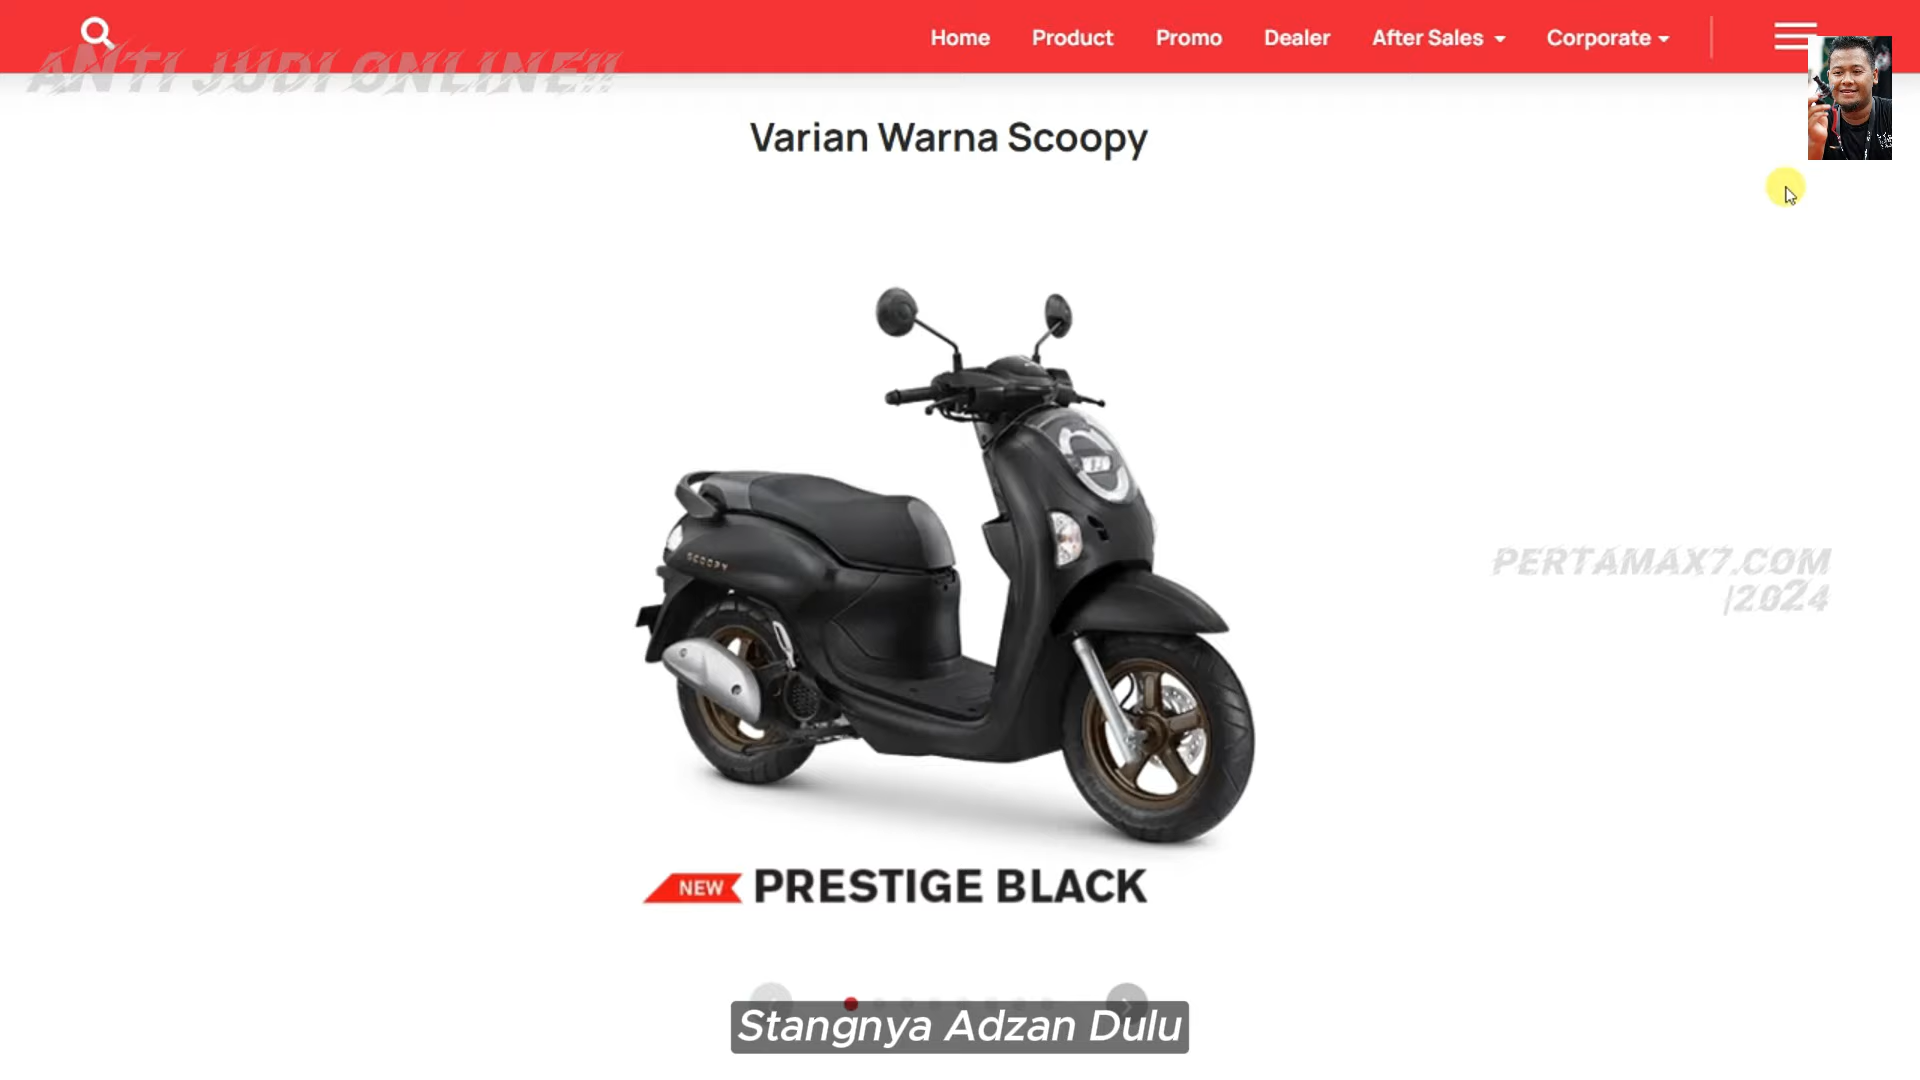 Home Product Promo Dealer After Sales Corporate
ANTI JUDI ONLINE!!
Varian Warna Scoopy
SCOOPY
PERTAMAX7.COM
|2024
NEW PRESTIGE BLACK
Stangnya Adzan Dulu